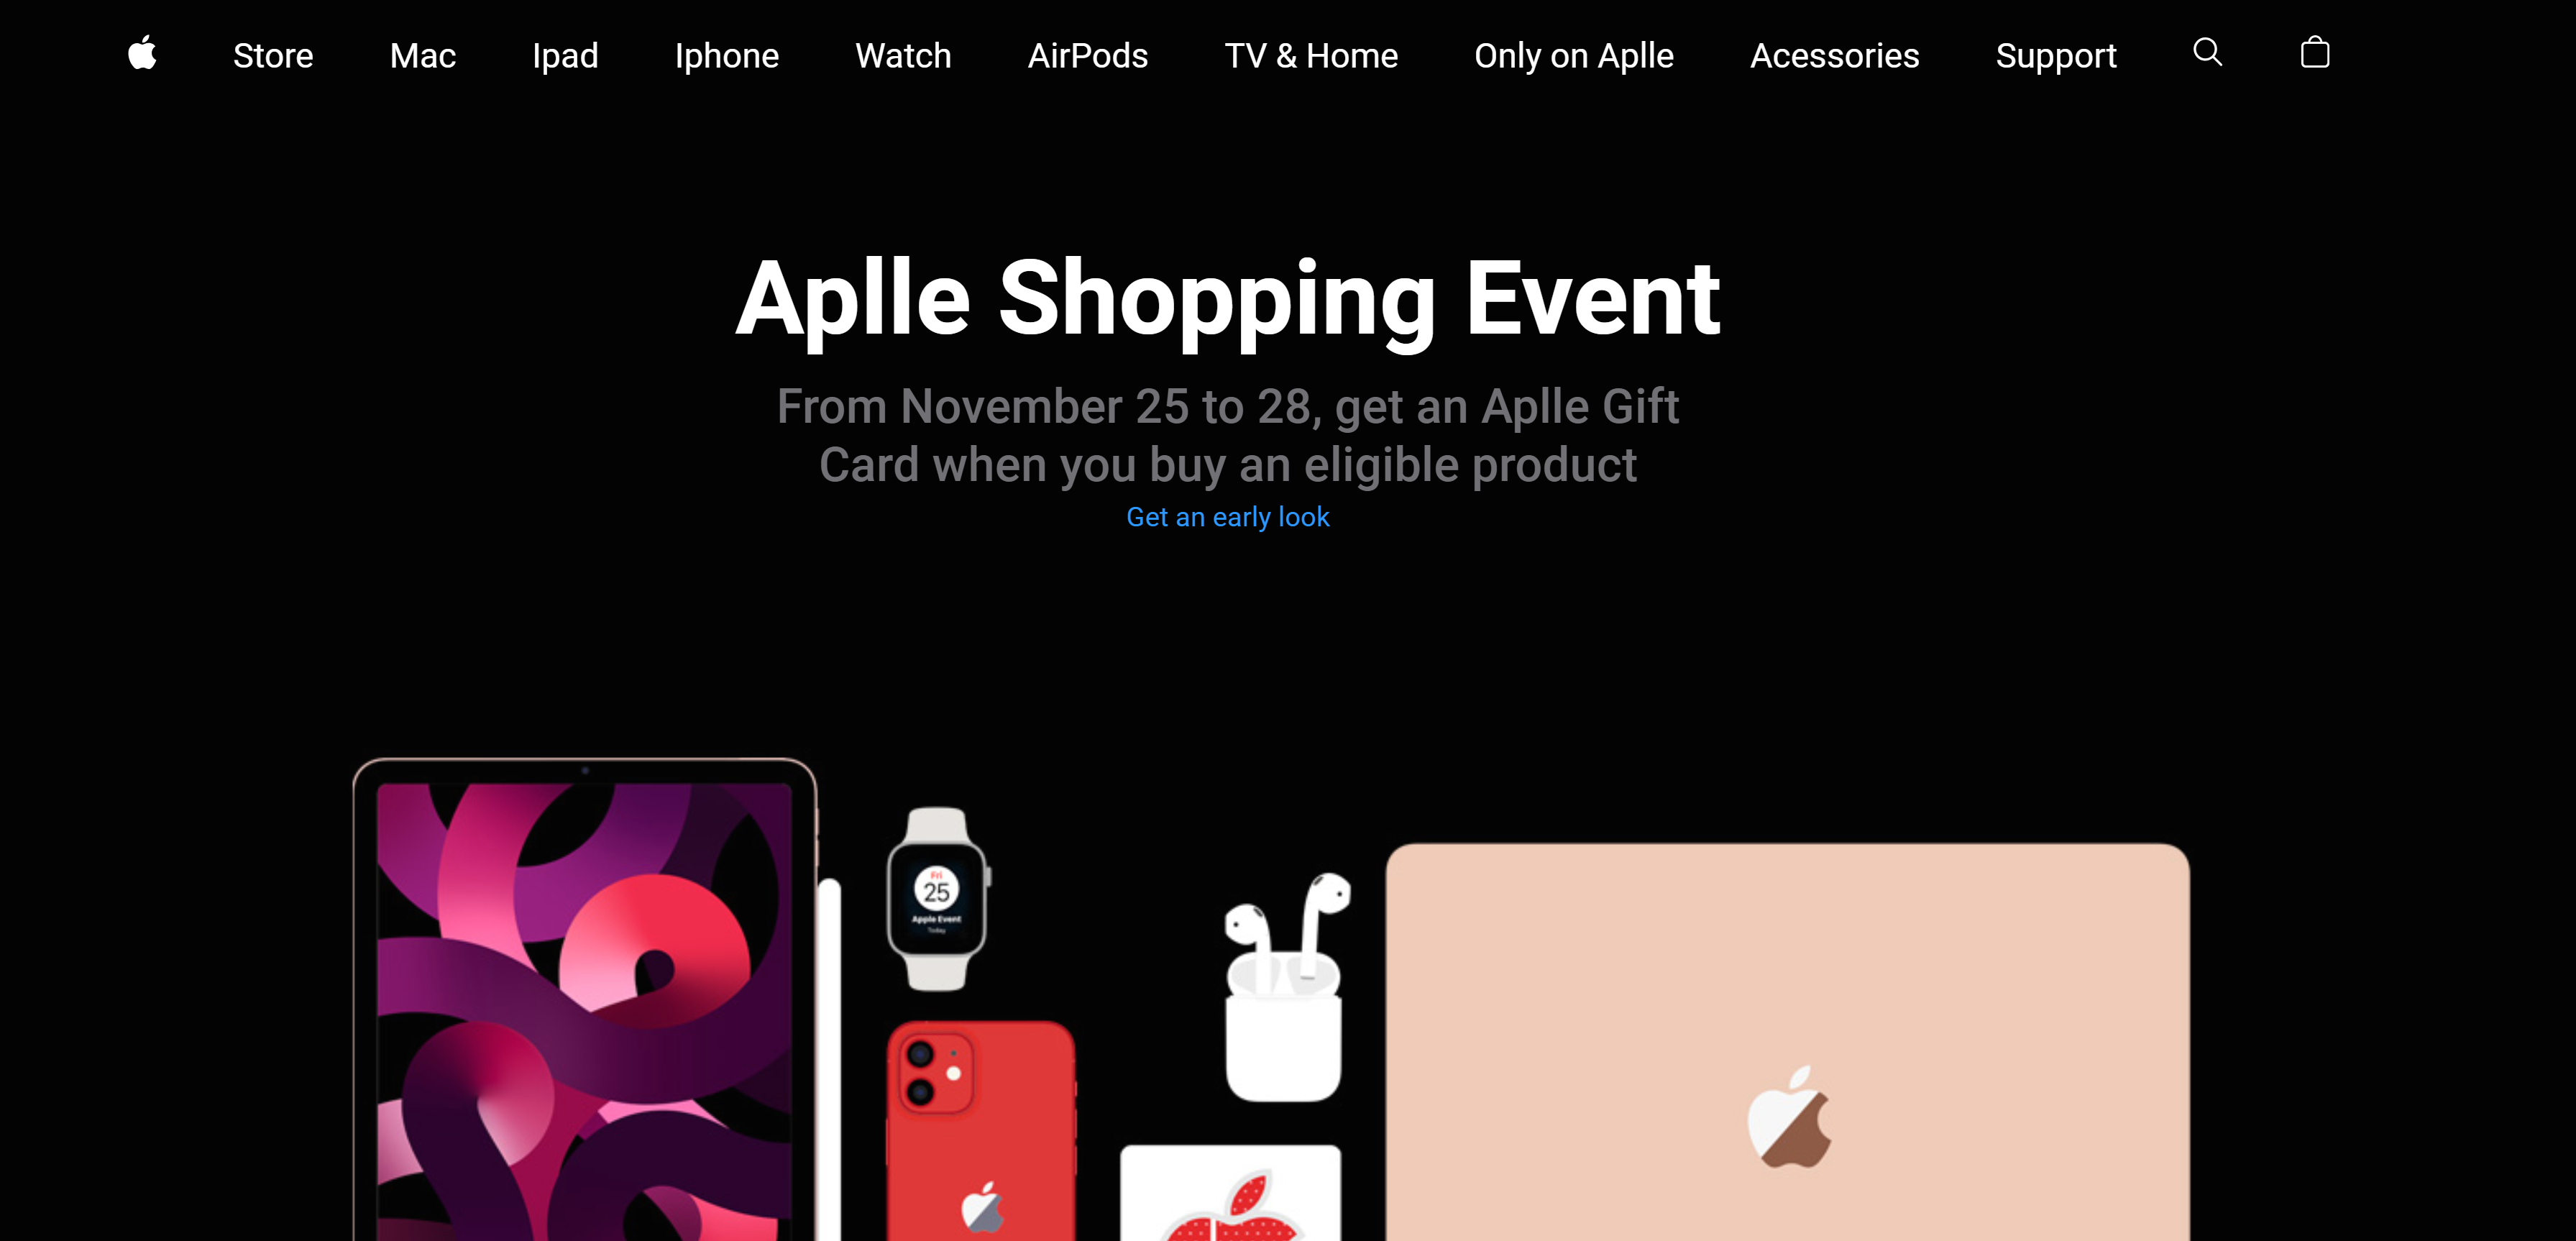 Store Mac Ipad Iphone Watch AirPods TV & Home Only on Aplle Acessories Support
Aplle Shopping Event
From November 25 to 28, get an Aplle Gift
Card when you buy an eligible product
Get an early look
Fri
25
Apple Event
Today